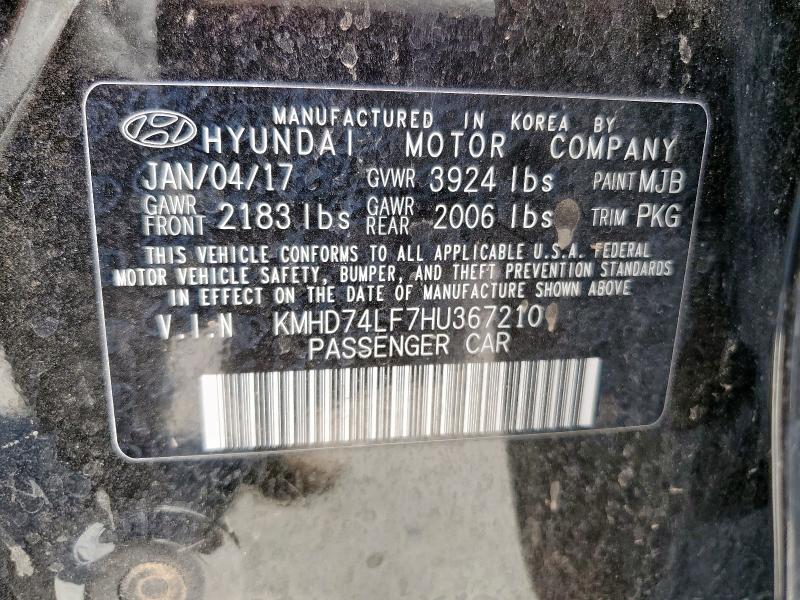 MANUFACTURED IN KOREA BY
HYUNDAI MOTOR COMPANY
JAN/04/17 GVWR 3924 lbs PAINT MJB
GAWR FRONT 2183 lbs GAWR REAR 2006 lbs TRIM PKG
THIS VEHICLE CONFORMS TO ALL APPLICABLE U.S.A. FEDERAL
MOTOR VEHICLE SAFETY, BUMPER, AND THEFT PREVENTION STANDARDS
IN EFFECT ON THE DATE OF MANUFACTURE SHOWN ABOVE.
V.I.N KMHD74LF7HU367210
PASSENGER CAR